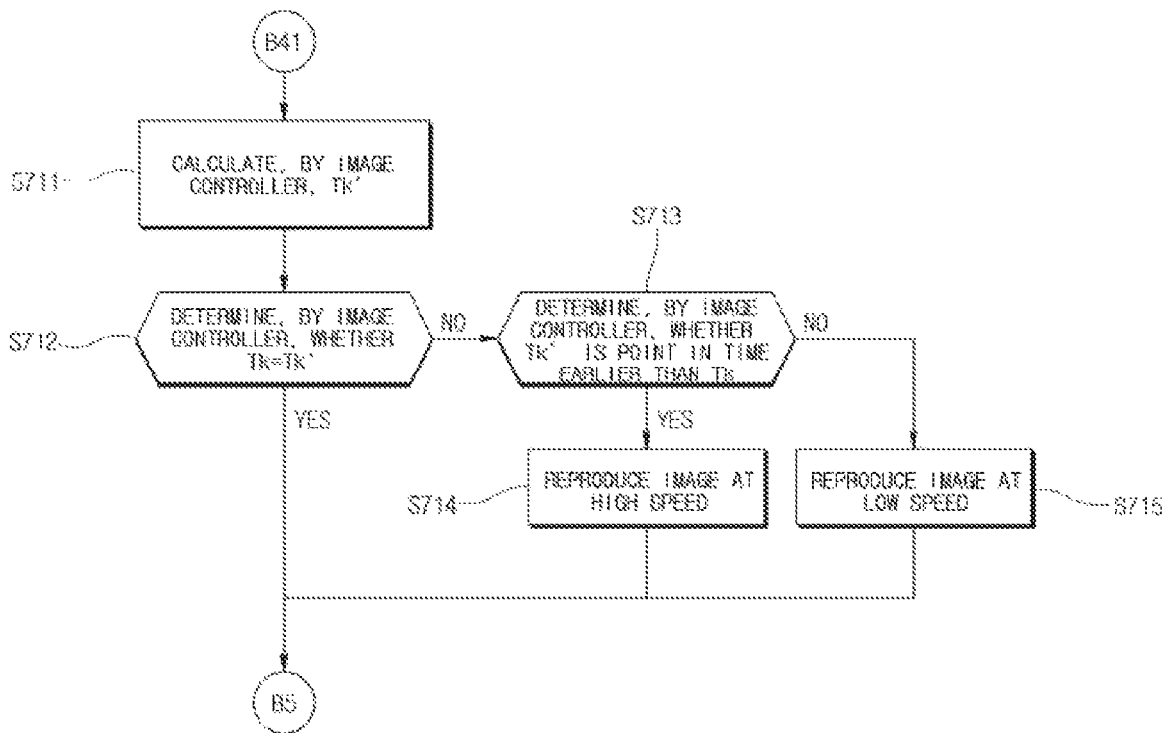 B41
S711
CALCULATE, BY IMAGE
CONTROLLER, Tk'
S712
DETERMINE, BY IMAGE
CONTROLLER, WHETHER
Tk=Tk'
NO
YES
S713
DETERMINE, BY IMAGE
CONTROLLER, WHETHER
Tk' IS POINT IN TIME
EARLIER THAN Tk
NO
YES
S714
REPRODUCE IMAGE AT
HIGH SPEED
REPRODUCE IMAGE AT
LOW SPEED
S715
B5